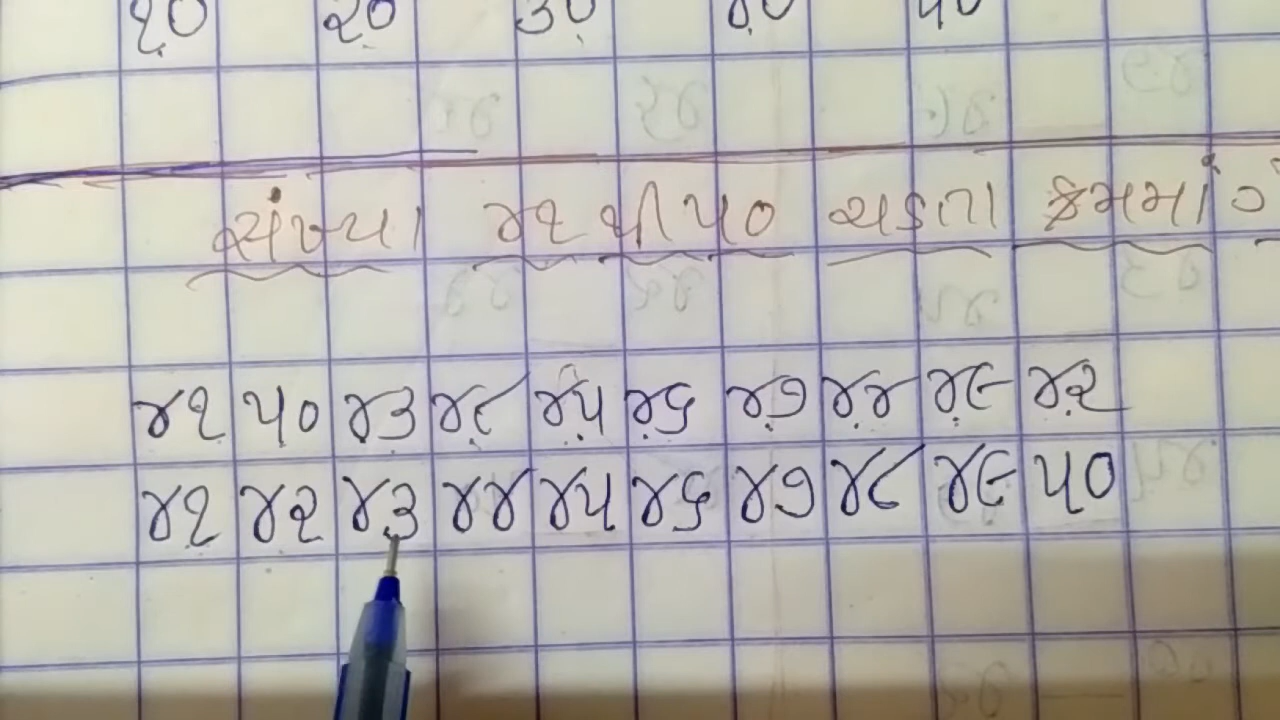 ૧૦ ૨૦ ૩૦ ૪૦ ૫૦
સંખ્યા ૪૧ થી ૫૦ ચડતા ક્રમમાં
૪૧ ૫૦ ૪૩ ૪૮ ૪૫ ૪૬ ૪૭ ૪૪ ૪૯ ૪૨
૪૧ ૪૨ ૪૩ ૪૪ ૪૫ ૪૬ ૪૭ ૪૮ ૪૯ ૫૦